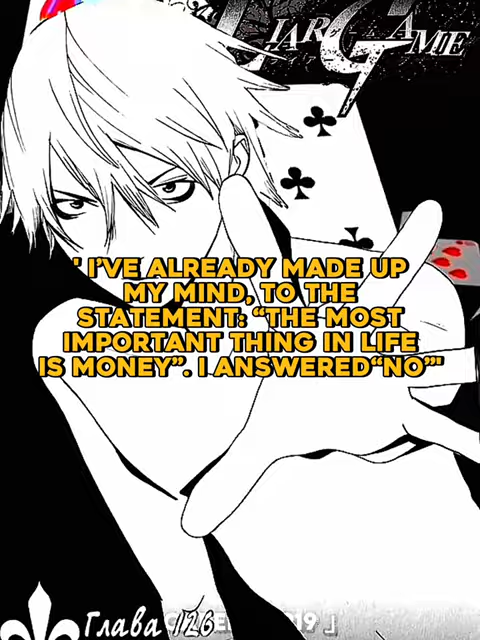 LIAR GAME
' I'VE ALREADY MADE UP
MY MIND, TO THE
STATEMENT: “THE MOST
IMPORTANT THING IN LIFE
IS MONEY”. I ANSWERED“NO”'
Глава 126